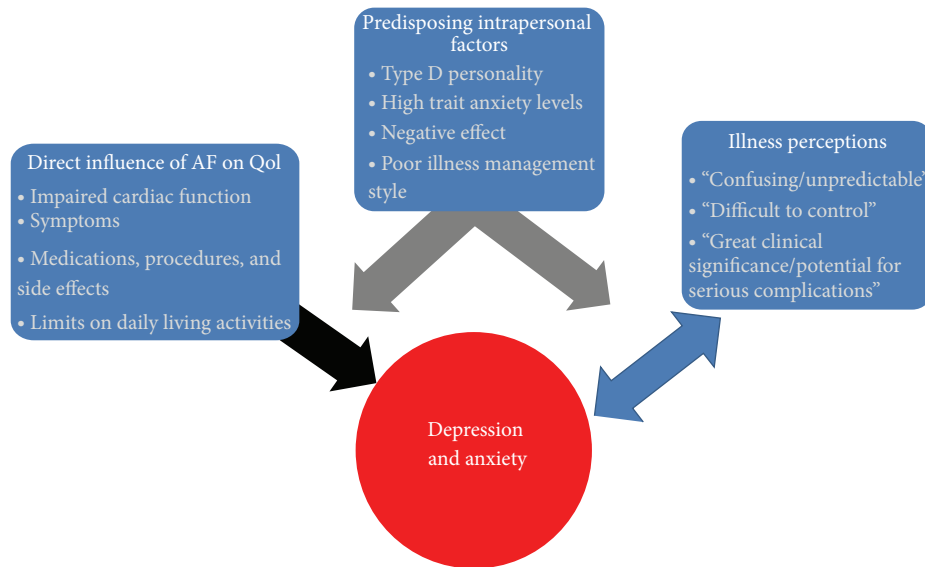 Predisposing intrapersonal
factors
• Type D personality
• High trait anxiety levels
• Negative effect
• Poor illness management
style
Direct influence of AF on Qol
• Impaired cardiac function
• Symptoms
• Medications, procedures, and
side effects
• Limits on daily living activities
Illness perceptions
• “Confusing/unpredictable”
• “Difficult to control”
• “Great clinical
significance/potential for
serious complications”
Depression
and anxiety